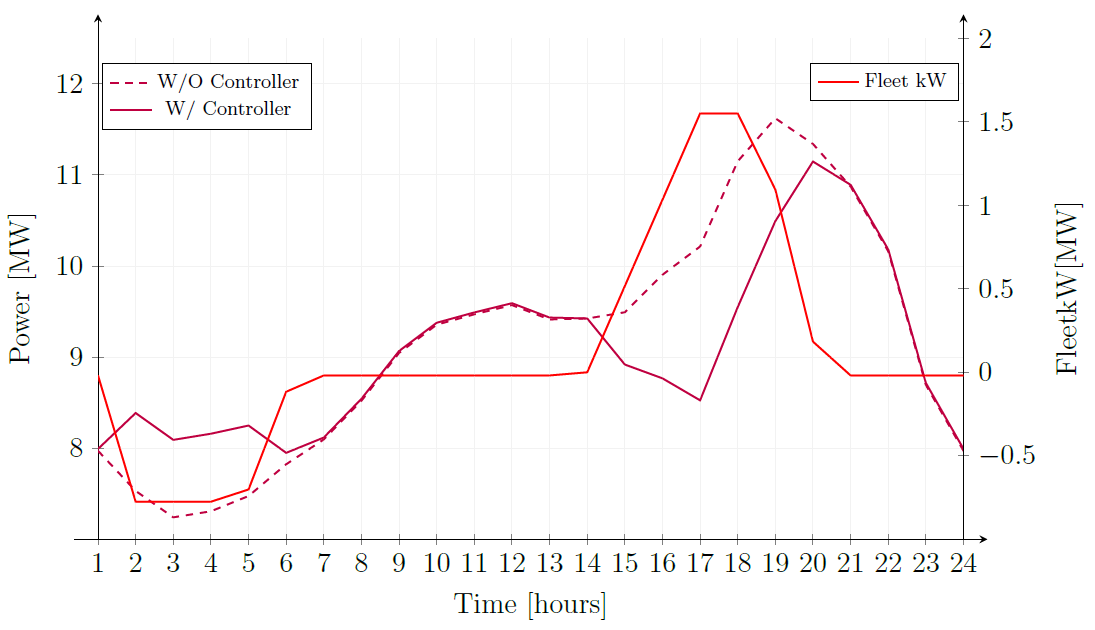 W/O Controller
W/ Controller
Fleet kW
Power [MW]
12
11
10
9
8
2
1.5
1
0.5
0
−0.5
FleetkW[MW]
1 2 3 4 5 6 7 8 9 10 11 12 13 14 15 16 17 18 19 20 21 22 23 24
Time [hours]